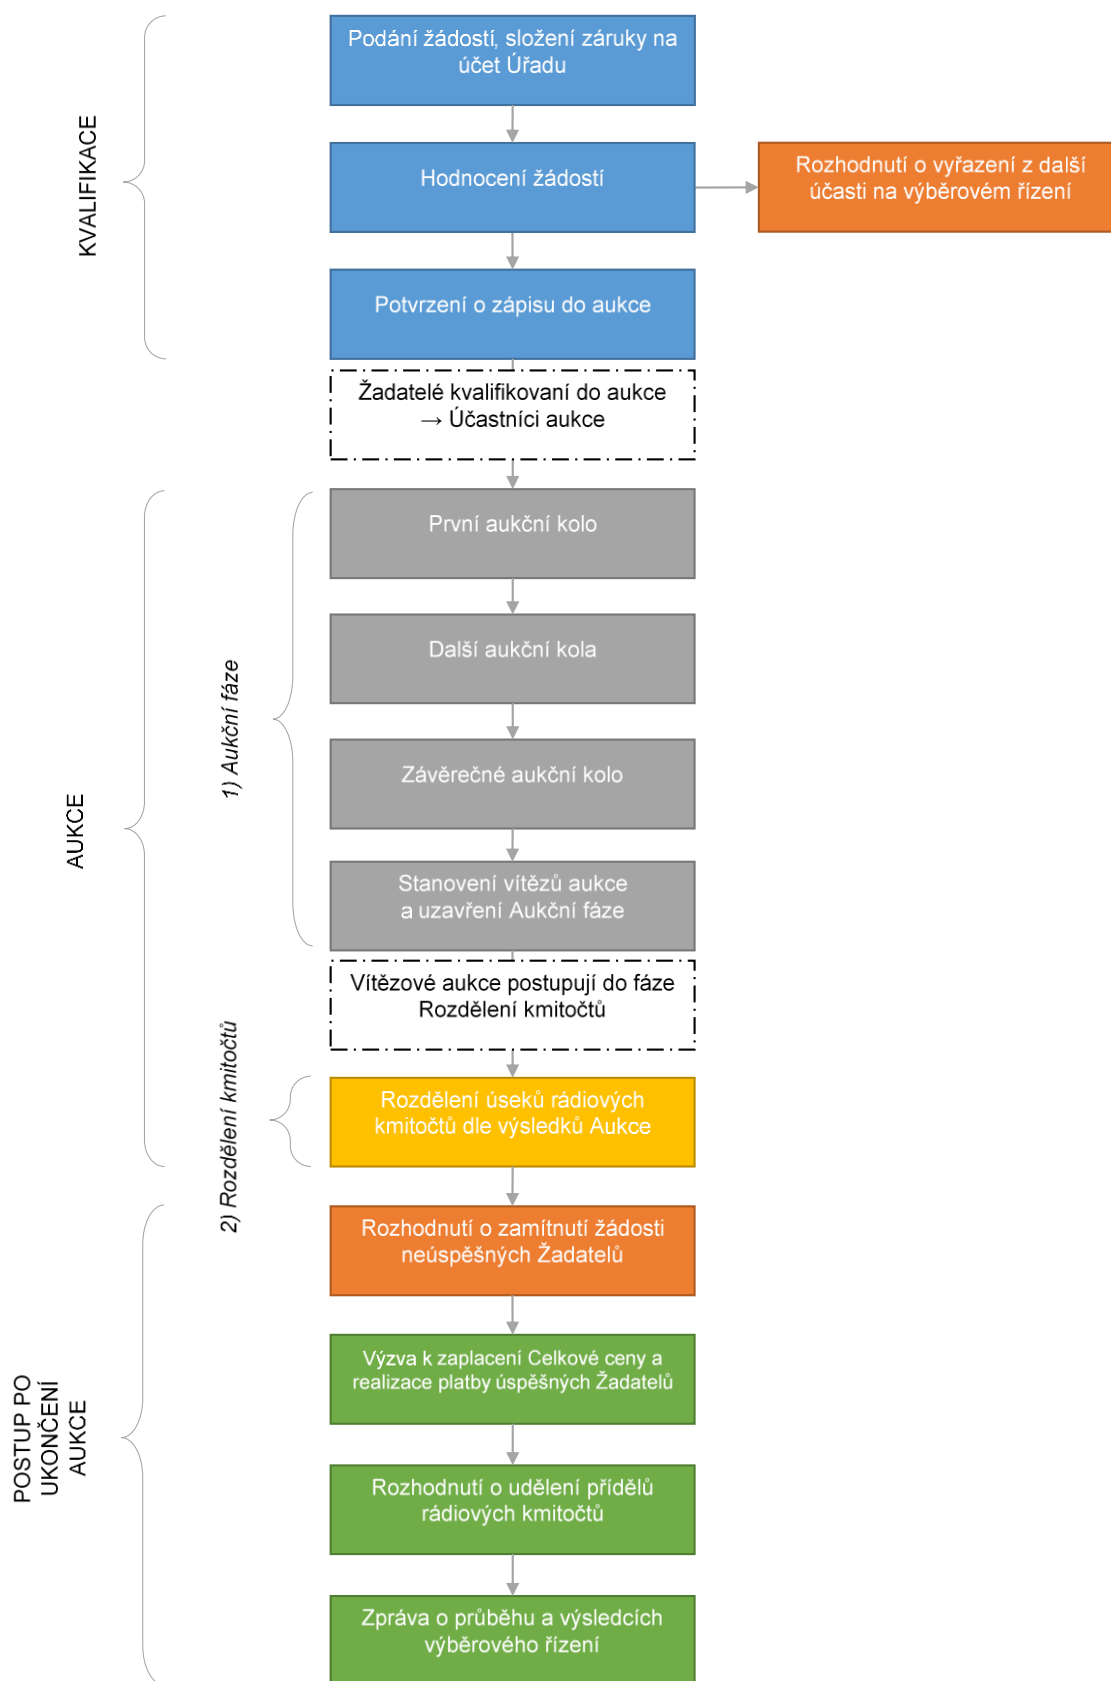 KVALIFIKACE
Podání žádostí, složení záruky na
účet Úřadu
Hodnocení žádostí
Rozhodnutí o vyřazení z další
účasti na výběrovém řízení
Potvrzení o zápisu do aukce
Žadatelé kvalifikovaní do aukce
→ Účastníci aukce
AUKCE
1) Aukční fáze
První aukční kolo
Další aukční kola
Závěrečné aukční kolo
Stanovení vítězů aukce
a uzavření Aukční fáze
Vítězové aukce postupují do fáze
Rozdělení kmitočtů
2) Rozdělení kmitočtů
Rozdělení úseků rádiových
kmitočtů dle výsledků Aukce
POSTUP PO
UKONČENÍ
AUKCE
Rozhodnutí o zamítnutí žádosti
neúspěšných Žadatelů
Výzva k zaplacení Celkové ceny a
realizace platby úspěšných Žadatelů
Rozhodnutí o udělení přídělů
rádiových kmitočtů
Zpráva o průběhu a výsledcích
výběrového řízení